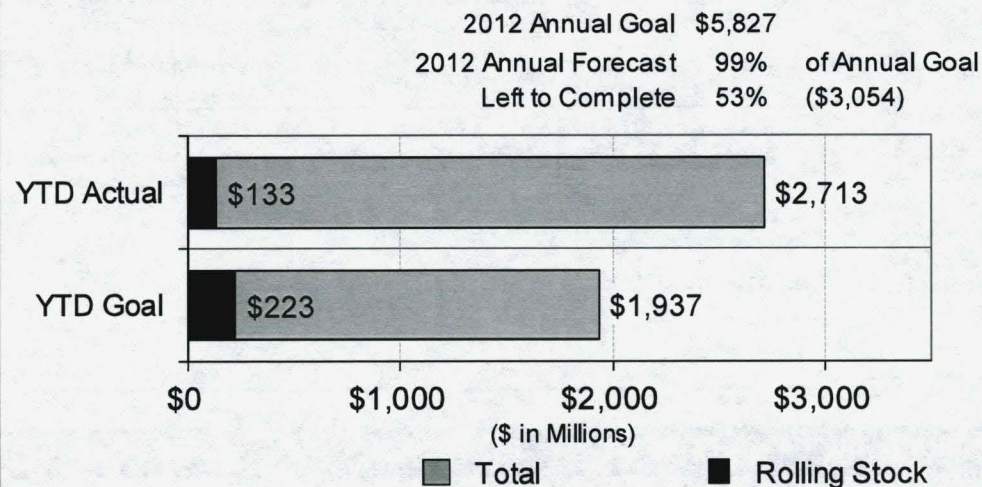 2012 Annual Goal $5,827
2012 Annual Forecast 99% of Annual Goal
Left to Complete 53% ($3,054)
YTD Actual $133 $2,713
YTD Goal $223 $1,937
$0 $1,000 $2,000 $3,000
($ in Millions)
Total Rolling Stock